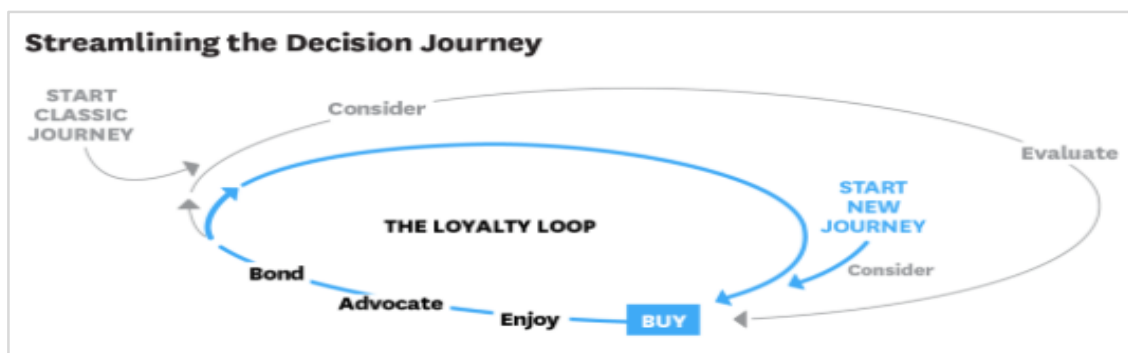 Streamlining the Decision Journey
START
CLASSIC
JOURNEY
Consider
Evaluate
START
NEW
JOURNEY
THE LOYALTY LOOP
Consider
Bond
Advocate
Enjoy
BUY